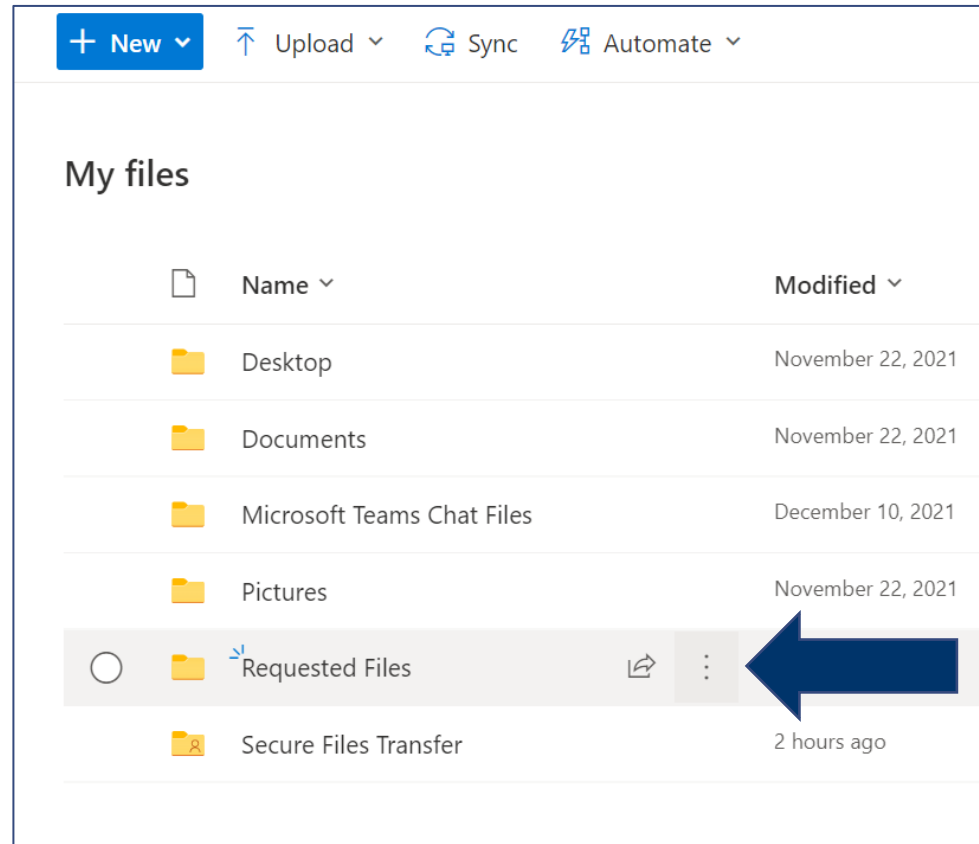 New Upload Sync Automate
My files
Name Modified
Desktop November 22, 2021
Documents November 22, 2021
Microsoft Teams Chat Files December 10, 2021
Pictures November 22, 2021
Requested Files
Secure Files Transfer 2 hours ago